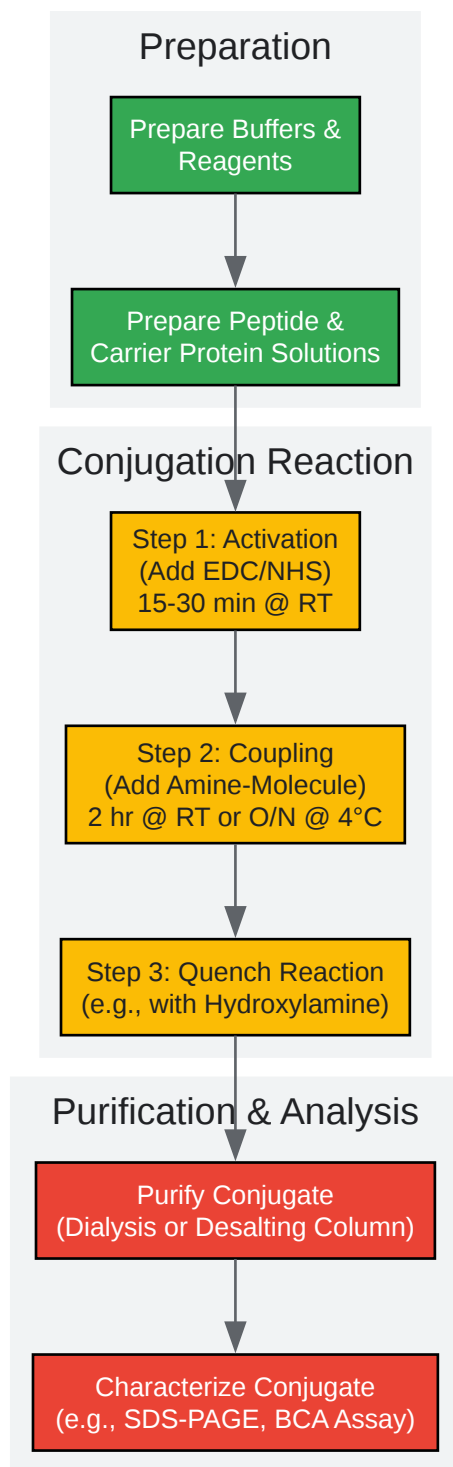 Preparation
Prepare Buffers &
Reagents
Prepare Peptide &
Carrier Protein Solutions
Conjugation Reaction
Step 1: Activation
(Add EDC/NHS)
15-30 min @ RT
Step 2: Coupling
(Add Amine-Molecule)
2 hr @ RT or O/N @ 4°C
Step 3: Quench Reaction
(e.g., with Hydroxylamine)
Purification & Analysis
Purify Conjugate
(Dialysis or Desalting Column)
Characterize Conjugate
(e.g., SDS-PAGE, BCA Assay)